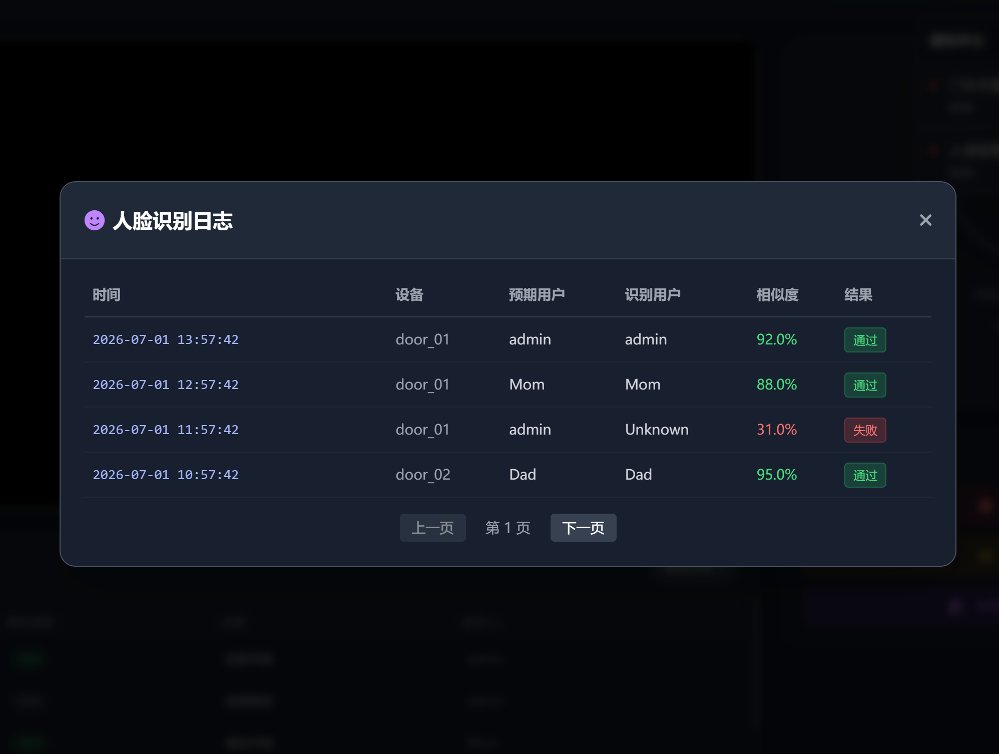 人脸识别日志
时间 设备 预期用户 识别用户 相似度 结果
2026-07-01 13:57:42 door_01 admin admin 92.0% 通过
2026-07-01 12:57:42 door_01 Mom Mom 88.0% 通过
2026-07-01 11:57:42 door_01 admin Unknown 31.0% 失败
2026-07-01 10:57:42 door_02 Dad Dad 95.0% 通过
上一页 第 1 页 下一页